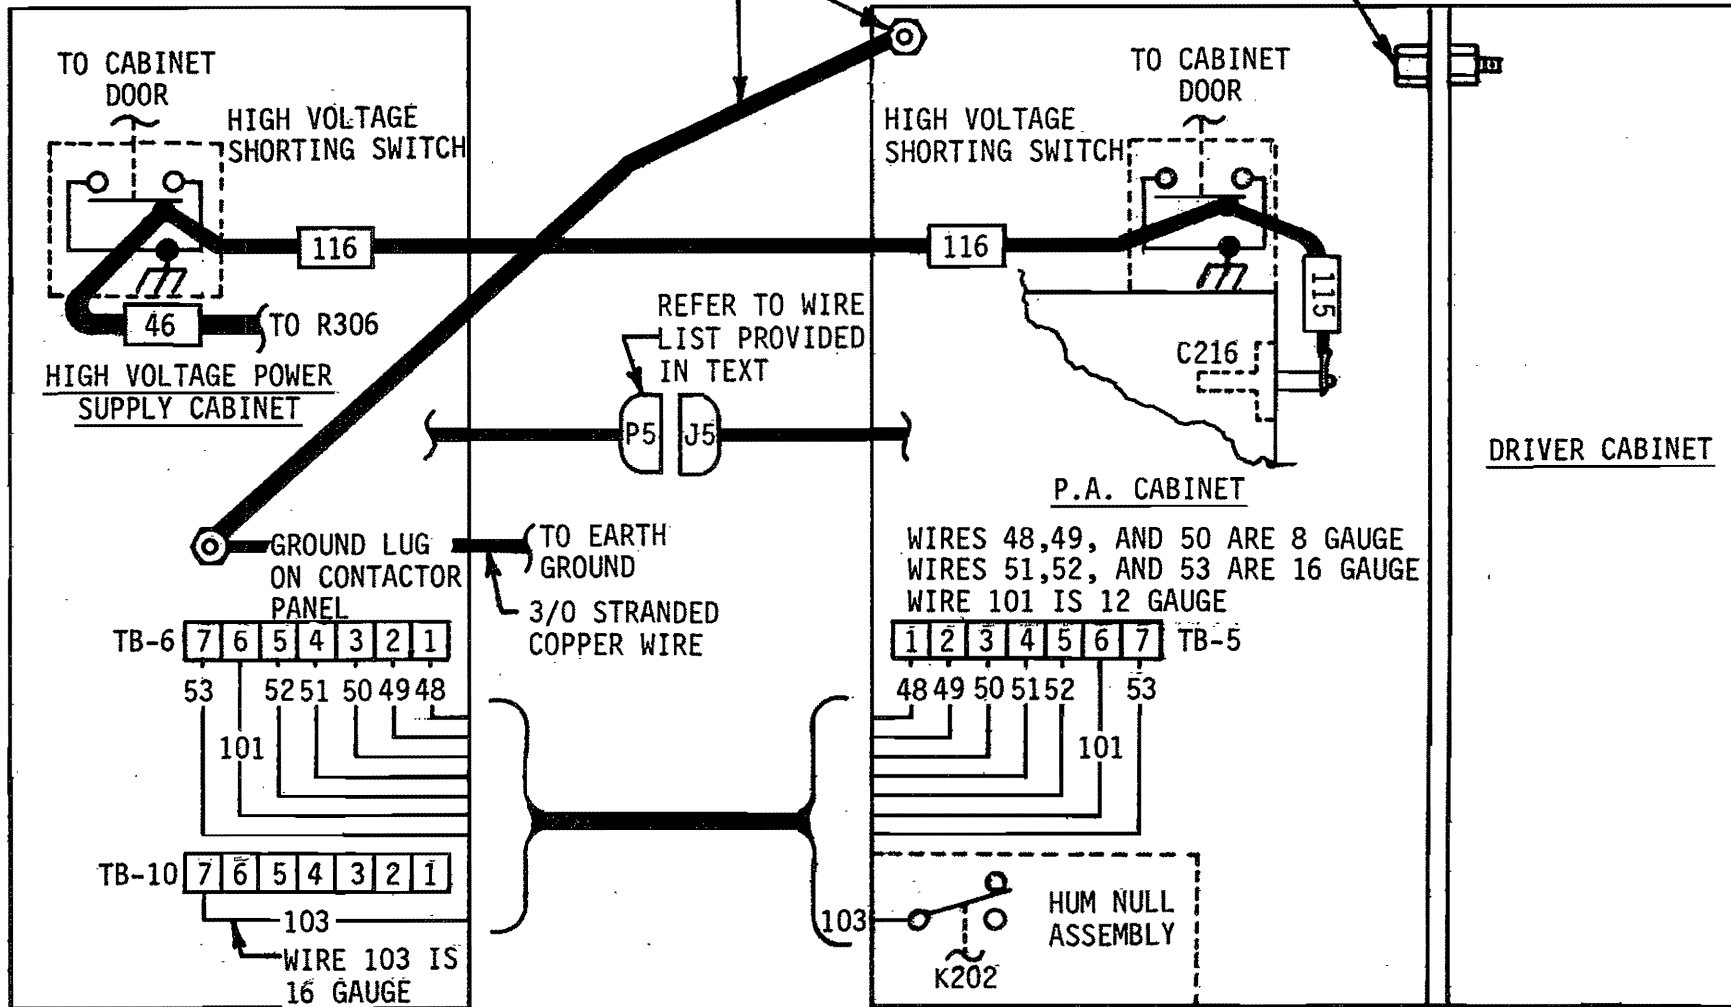 TO CABINET
DOOR
HIGH VOLTAGE
SHORTING SWITCH
116
46
TO R306
HIGH VOLTAGE POWER
SUPPLY CABINET
GROUND LUG
ON CONTACTOR
PANEL
TO EARTH
GROUND
3/0 STRANDED
COPPER WIRE
TB-6 7 6 5 4 3 2 1
53 52 51 50 49 48
101
TB-10 7 6 5 4 3 2 1
103
WIRE 103 IS
16 GAUGE
REFER TO WIRE
LIST PROVIDED
IN TEXT
P5 J5
TO CABINET
DOOR
HIGH VOLTAGE
SHORTING SWITCH
116
115
C216
P.A. CABINET
WIRES 48,49, AND 50 ARE 8 GAUGE
WIRES 51,52, AND 53 ARE 16 GAUGE
WIRE 101 IS 12 GAUGE
1 2 3 4 5 6 7 TB-5
48 49 50 51 52 53
101
103
HUM NULL
ASSEMBLY
K202
DRIVER CABINET